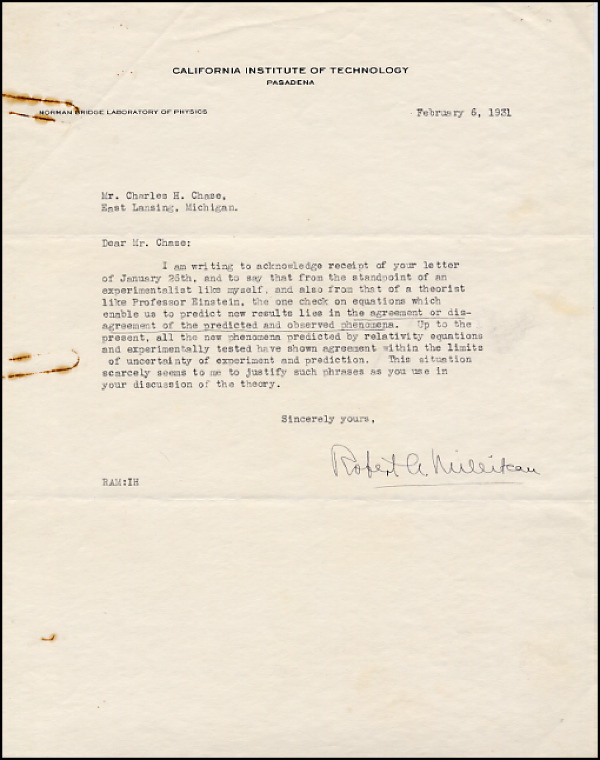 CALIFORNIA INSTITUTE OF TECHNOLOGY
PASADENA
NORMAN BRIDGE LABORATORY OF PHYSICS
February 6, 1931
Mr. Charles H. Chase,
East Lansing, Michigan.
Dear Mr. Chase:
I am writing to acknowledge receipt of your letter
of January 26th, and to say that from the standpoint of an
experimentalist like myself, and also from that of a theorist
like Professor Einstein, the one check on equations which
enable us to predict new results lies in the agreement or dis-
agreement of the predicted and observed phenomena. Up to the
present, all the new phenomena predicted by relativity equations
and experimentally tested have shown agreement within the limits
of uncertainty of experiment and prediction. This situation
scarcely seems to me to justify such phrases as you use in
your discussion of the theory.
Sincerely yours,
Robert A. Millikan
RAM:IH